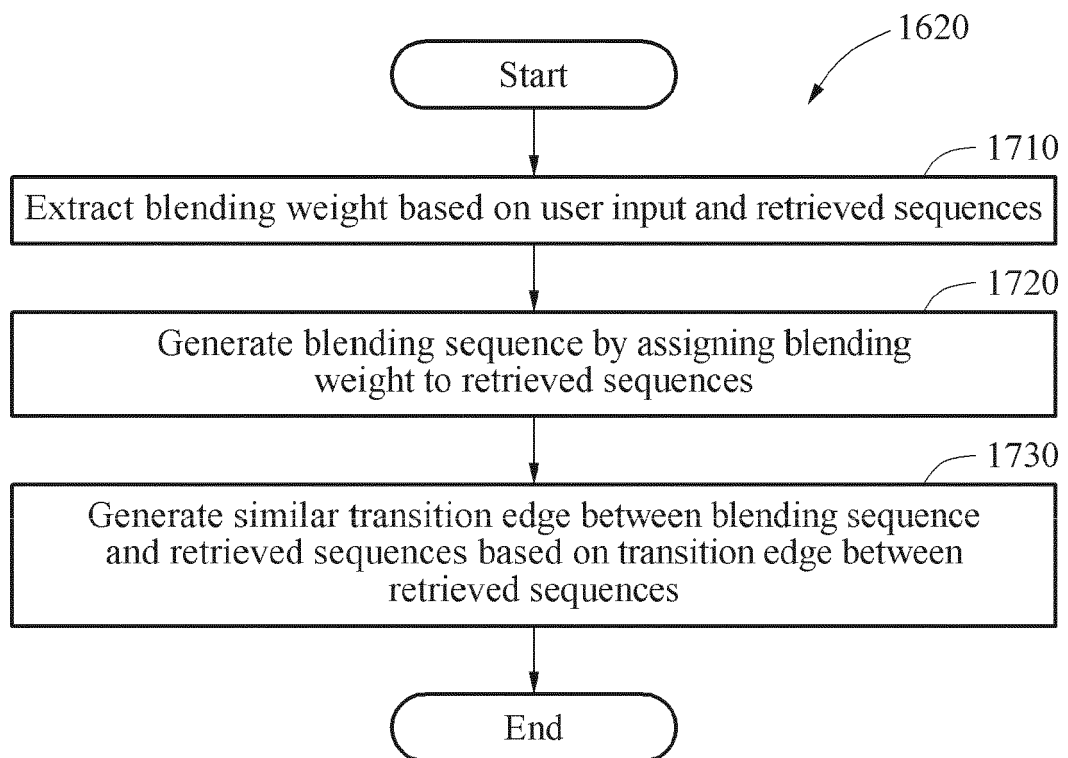 1620
Start
1710
Extract blending weight based on user input and retrieved sequences
1720
Generate blending sequence by assigning blending
weight to retrieved sequences
1730
Generate similar transition edge between blending sequence
and retrieved sequences based on transition edge between
retrieved sequences
End